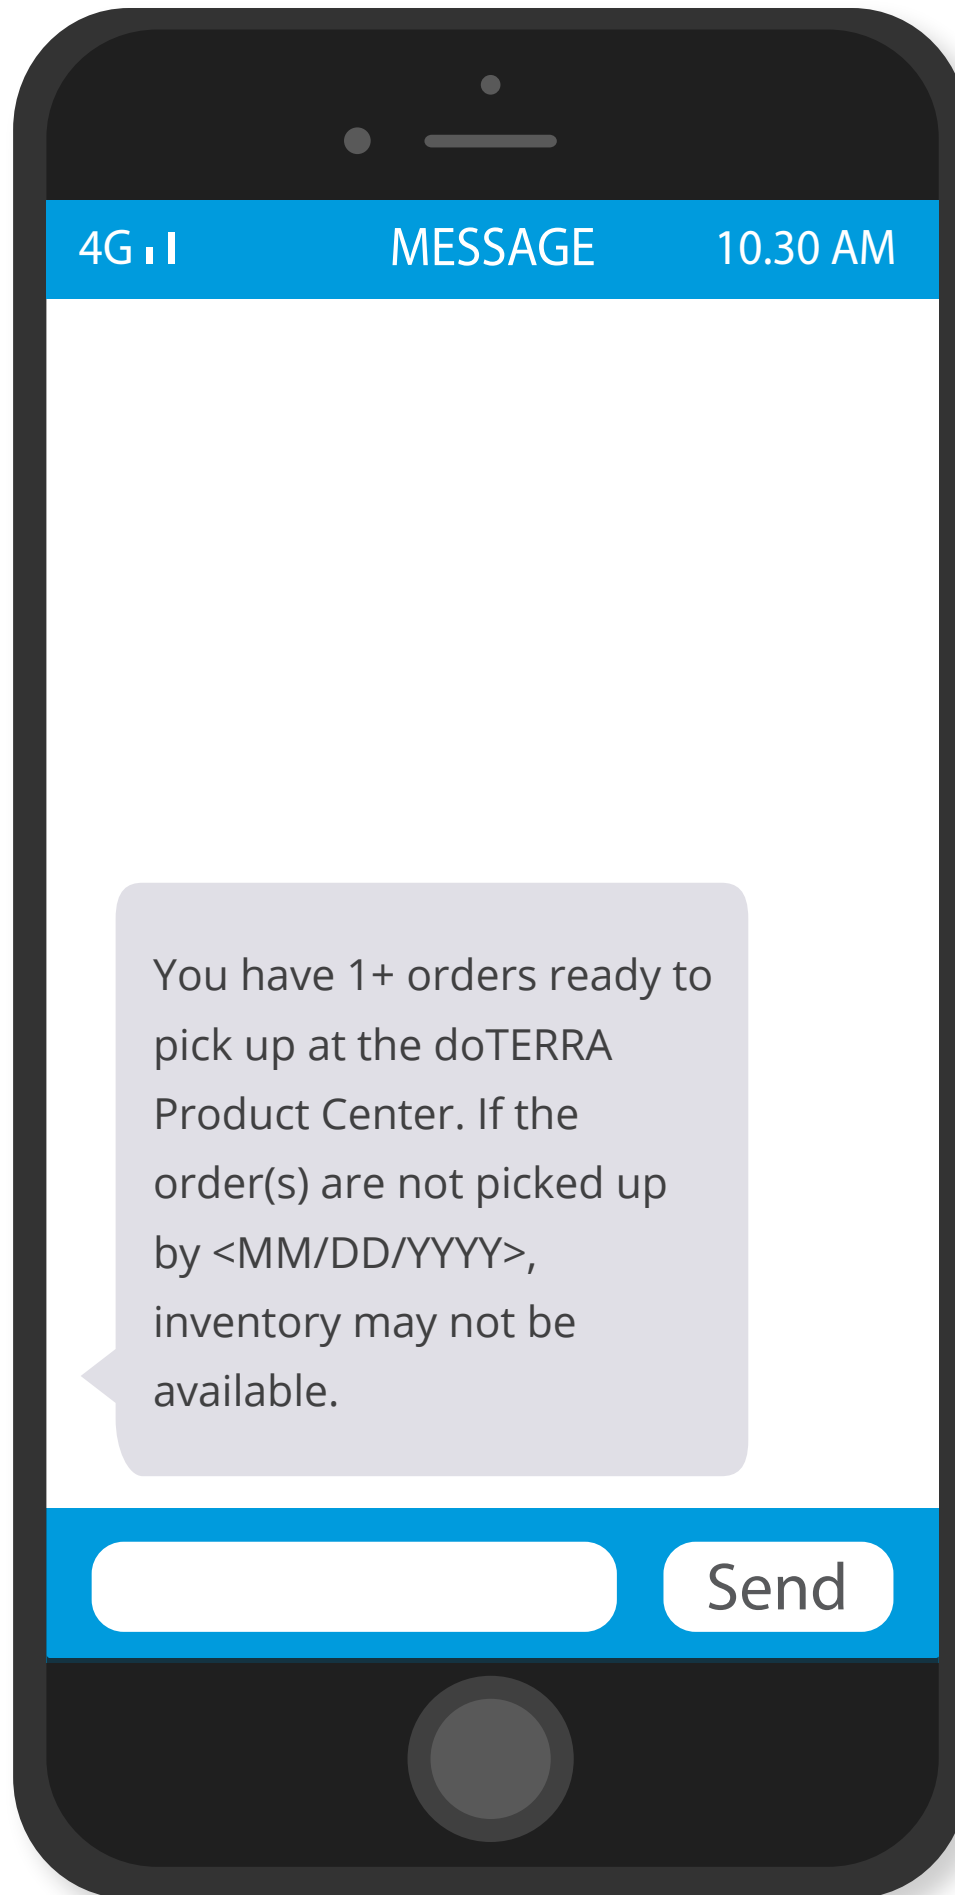 4G MESSAGE 10.30 AM
You have 1+ orders ready to
pick up at the doTERRA
Product Center. If the
order(s) are not picked up
by <MM/DD/YYYY>,
inventory may not be
available.
Send